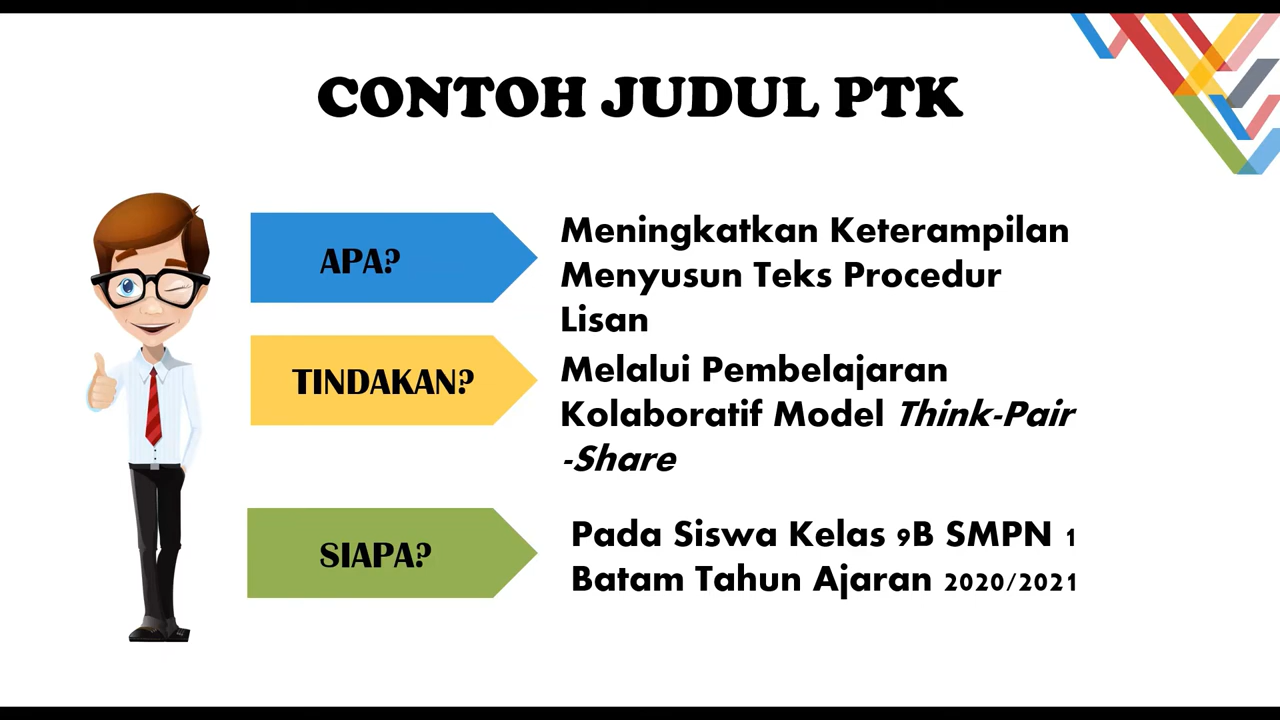 CONTOH JUDUL PTK
APA?
Meningkatkan Keterampilan
Menyusun Teks Procedur
Lisan
TINDAKAN?
Melalui Pembelajaran
Kolaboratif Model Think-Pair
-Share
SIAPA?
Pada Siswa Kelas 9B SMPN 1
Batam Tahun Ajaran 2020/2021